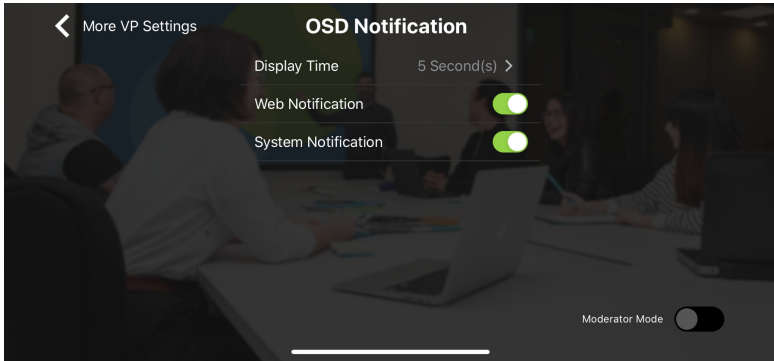 More VP Settings
OSD Notification
Display Time 5 Second(s)
Web Notification
System Notification
Moderator Mode